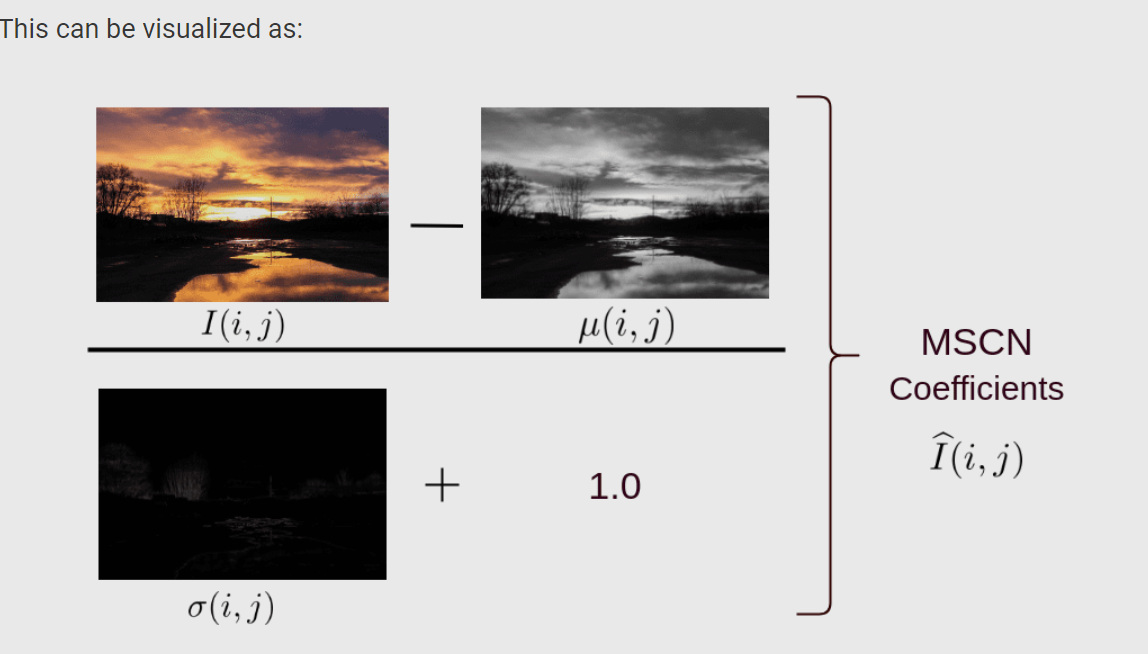 This can be visualized as:
—
I(i, j)
μ(i, j)
+
1.0
σ(i, j)
MSCN
Coefficients
Î(i, j)